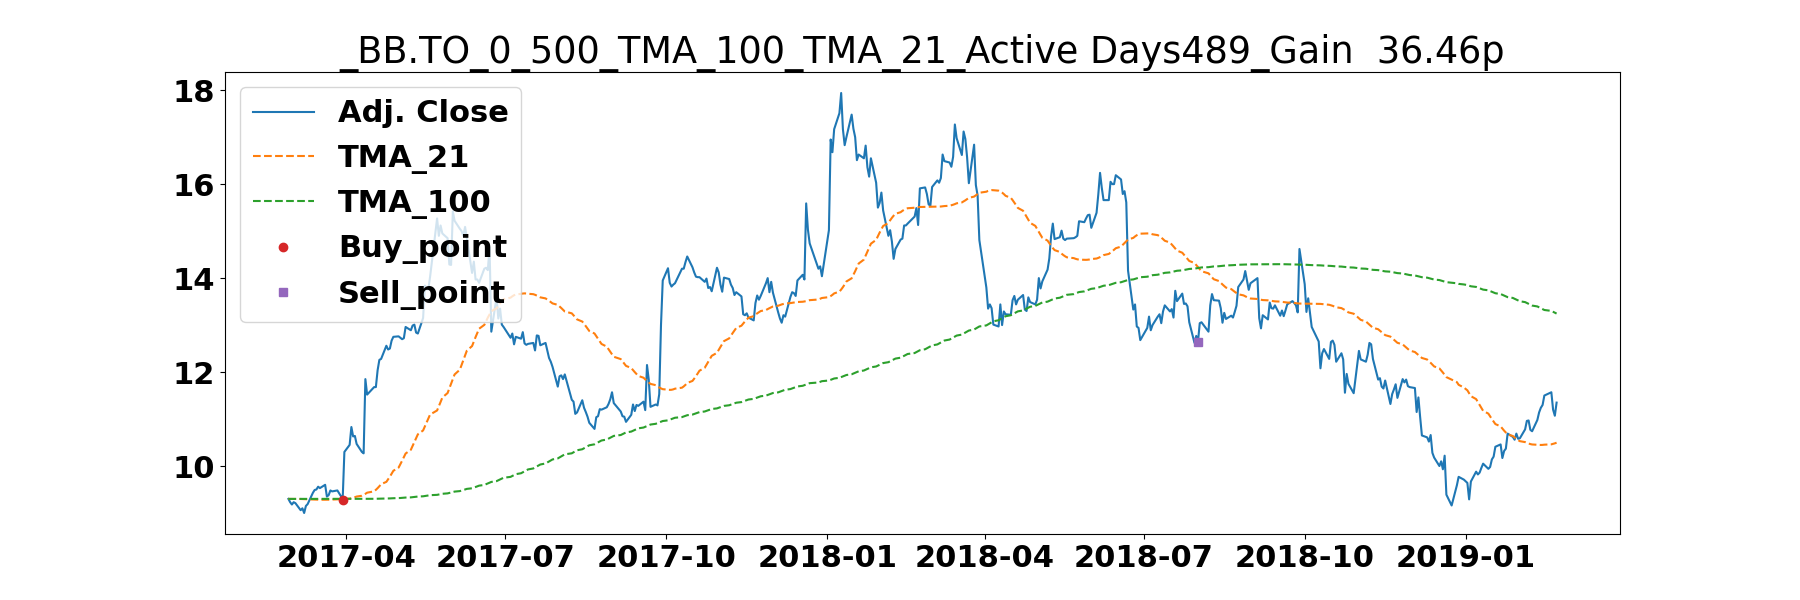 _BB.TO_0_500_TMA_100_TMA_21_Active Days489_Gain  36.46p
18
16
14
12
10
Adj. Close
TMA_21
TMA_100
Buy_point
Sell_point
2017-04 2017-07 2017-10 2018-01 2018-04 2018-07 2018-10 2019-01